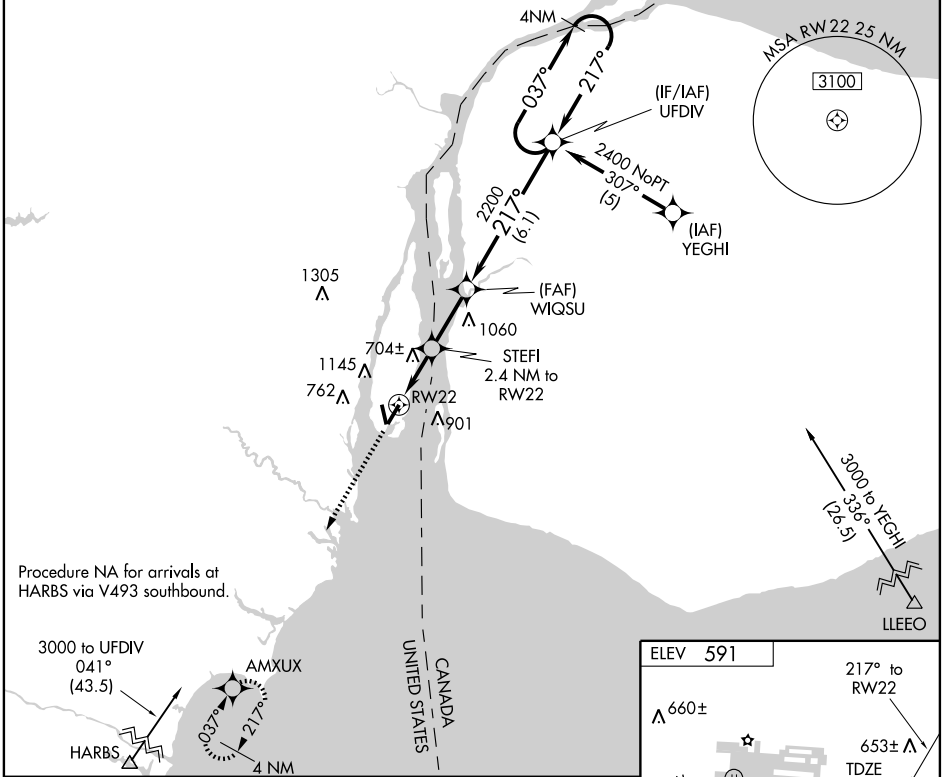 4NM
037°
217°
MSA RW22 25 NM
3100
(IF/IAF)
UFDIV
2400 NoPT
307°
(5)
(IAF)
YEGHI
2200
217°
(6.1)
1305
(FAF)
WIQSU
1060
704±
STEFI
2.4 NM to
RW22
1145
762
RW22
901
3000 to YEGHI
336°
(26.5)
LLEEO
Procedure NA for arrivals at
HARBS via V493 southbound.
3000 to UFDIV
041°
(43.5)
HARBS
AMXUX
037°
217°
4 NM
CANADA
UNITED STATES
ELEV 591
217° to
RW22
660±
653±
TDZE